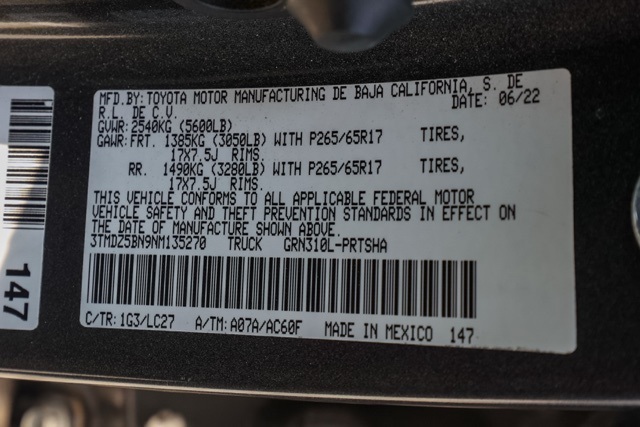 MFD.BY:TOYOTA MOTOR MANUFACTURING DE BAJA CALIFORNIA, S. DE
R.L. DE C.V. DATE: 06/22
GVWR: 2540KG (5600LB)
GAWR: FRT. 1385KG (3050LB) WITH P265/65R17 TIRES,
17X7.5J RIMS.
RR. 1490KG (3280LB) WITH P265/65R17 TIRES,
17X7.5J RIMS.
THIS VEHICLE CONFORMS TO ALL APPLICABLE FEDERAL MOTOR
VEHICLE SAFETY AND THEFT PREVENTION STANDARDS IN EFFECT ON
THE DATE OF MANUFACTURE SHOWN ABOVE.
3TMDZ5BN9NM135270 TRUCK GRN310L-PRTSHA
C/TR:1G3/LC27 A/TM:A07A/AC60F MADE IN MEXICO 147
147